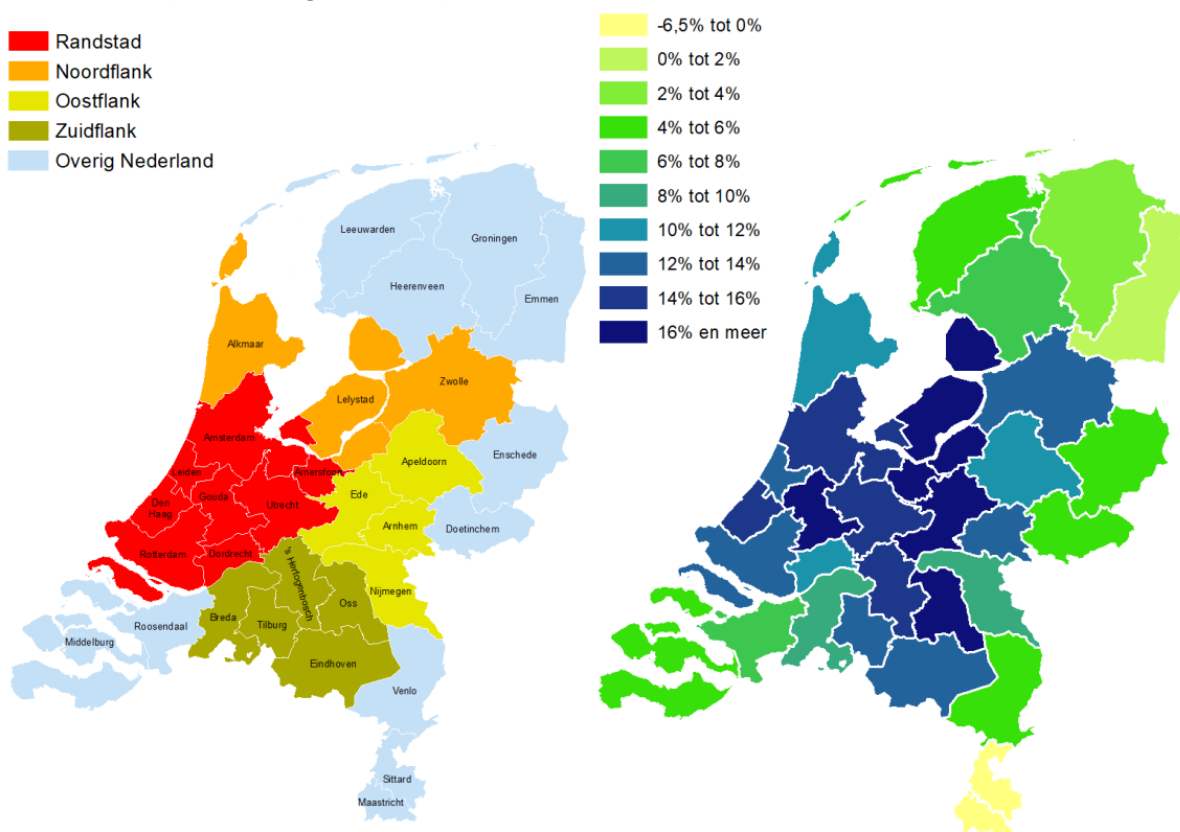 Randstad
Noordflank
Oostflank
Zuidflank
Overig Nederland
Leeuwarden
Groningen
Heerenveen
Emmen
Alkmaar
Zwolle
Lelystad
Amsterdam
Enschede
Apeldoorn
Amersfoort
Leiden
Gouda
Utrecht
Ede
Den
Haag
Arnhem
Doetinchem
Rotterdam
Dordrecht
's Hertogenbosch
Nijmegen
Oss
Breda
Tilburg
Roosendaal
Middelburg
Eindhoven
Venlo
Sittard
Maastricht
-6,5% tot 0%
0% tot 2%
2% tot 4%
4% tot 6%
6% tot 8%
8% tot 10%
10% tot 12%
12% tot 14%
14% tot 16%
16% en meer